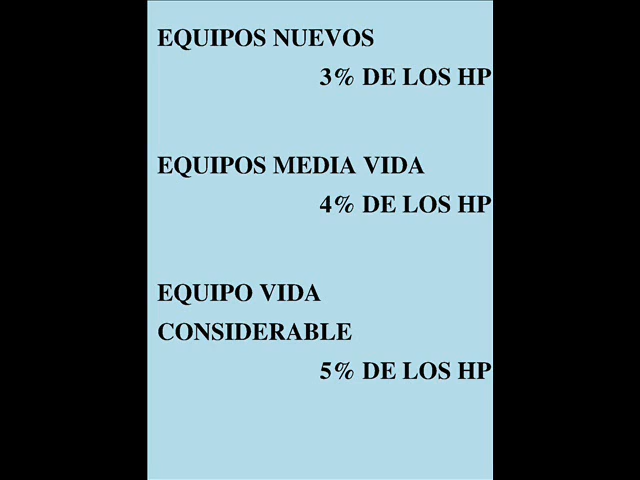 EQUIPOS NUEVOS
3% DE LOS HP
EQUIPOS MEDIA VIDA
4% DE LOS HP
EQUIPO VIDA
CONSIDERABLE
5% DE LOS HP